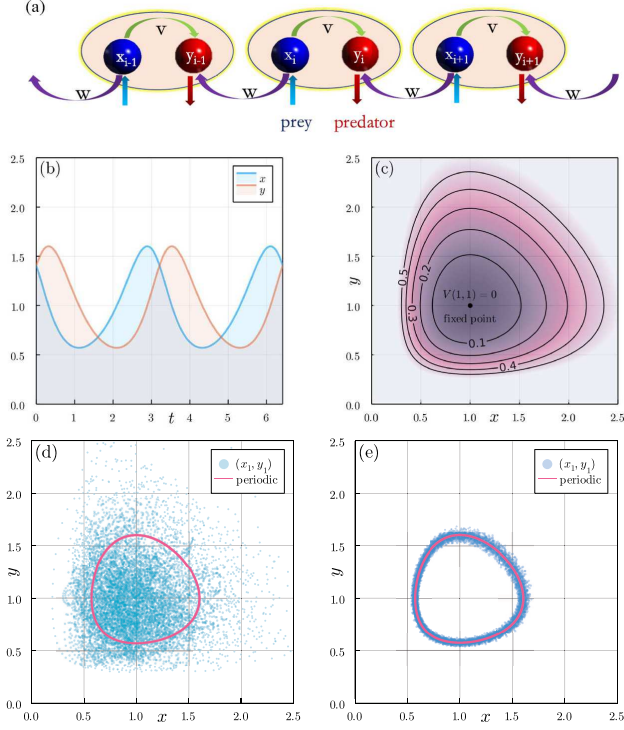 (a)
v v v
x_{i-1} y_{i-1} x_i y_i x_{i+1} y_{i+1}
w w w w
prey predator
(b)
x
y
2.5
2.0
1.5
1.0
0.5
0.0
0 1 2 3 4 5 6
t
(c)
2.5
2.0
1.5
1.0
0.5
0.0
y
0.5
0.2
0.3
V(1,1) = 0
fixed point
0.1
0.4
0.0 0.5 1.0 1.5 2.0 2.5
x
(d)
(x_1, y_1)
periodic
2.5
2.0
1.5
1.0
0.5
0.0
y
0.0 0.5 1.0 1.5 2.0 2.5
x
(e)
(x_1, y_1)
periodic
2.5
2.0
1.5
1.0
0.5
0.0
y
0.0 0.5 1.0 1.5 2.0 2.5
x